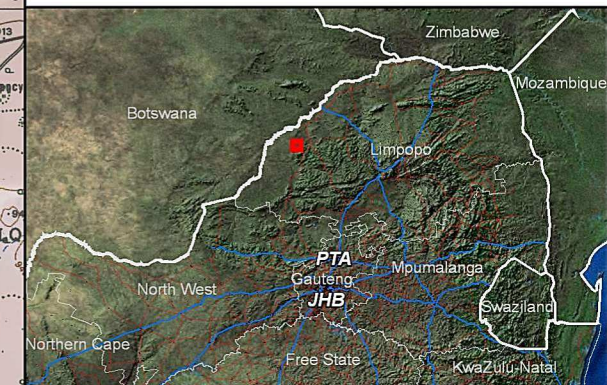 Zimbabwe
Mozambique
Botswana
Limpopo
PTA
Gauteng
Mpumalanga
North West
JHB
Swaziland
Northern Cape
Free State
KwaZulu-Natal